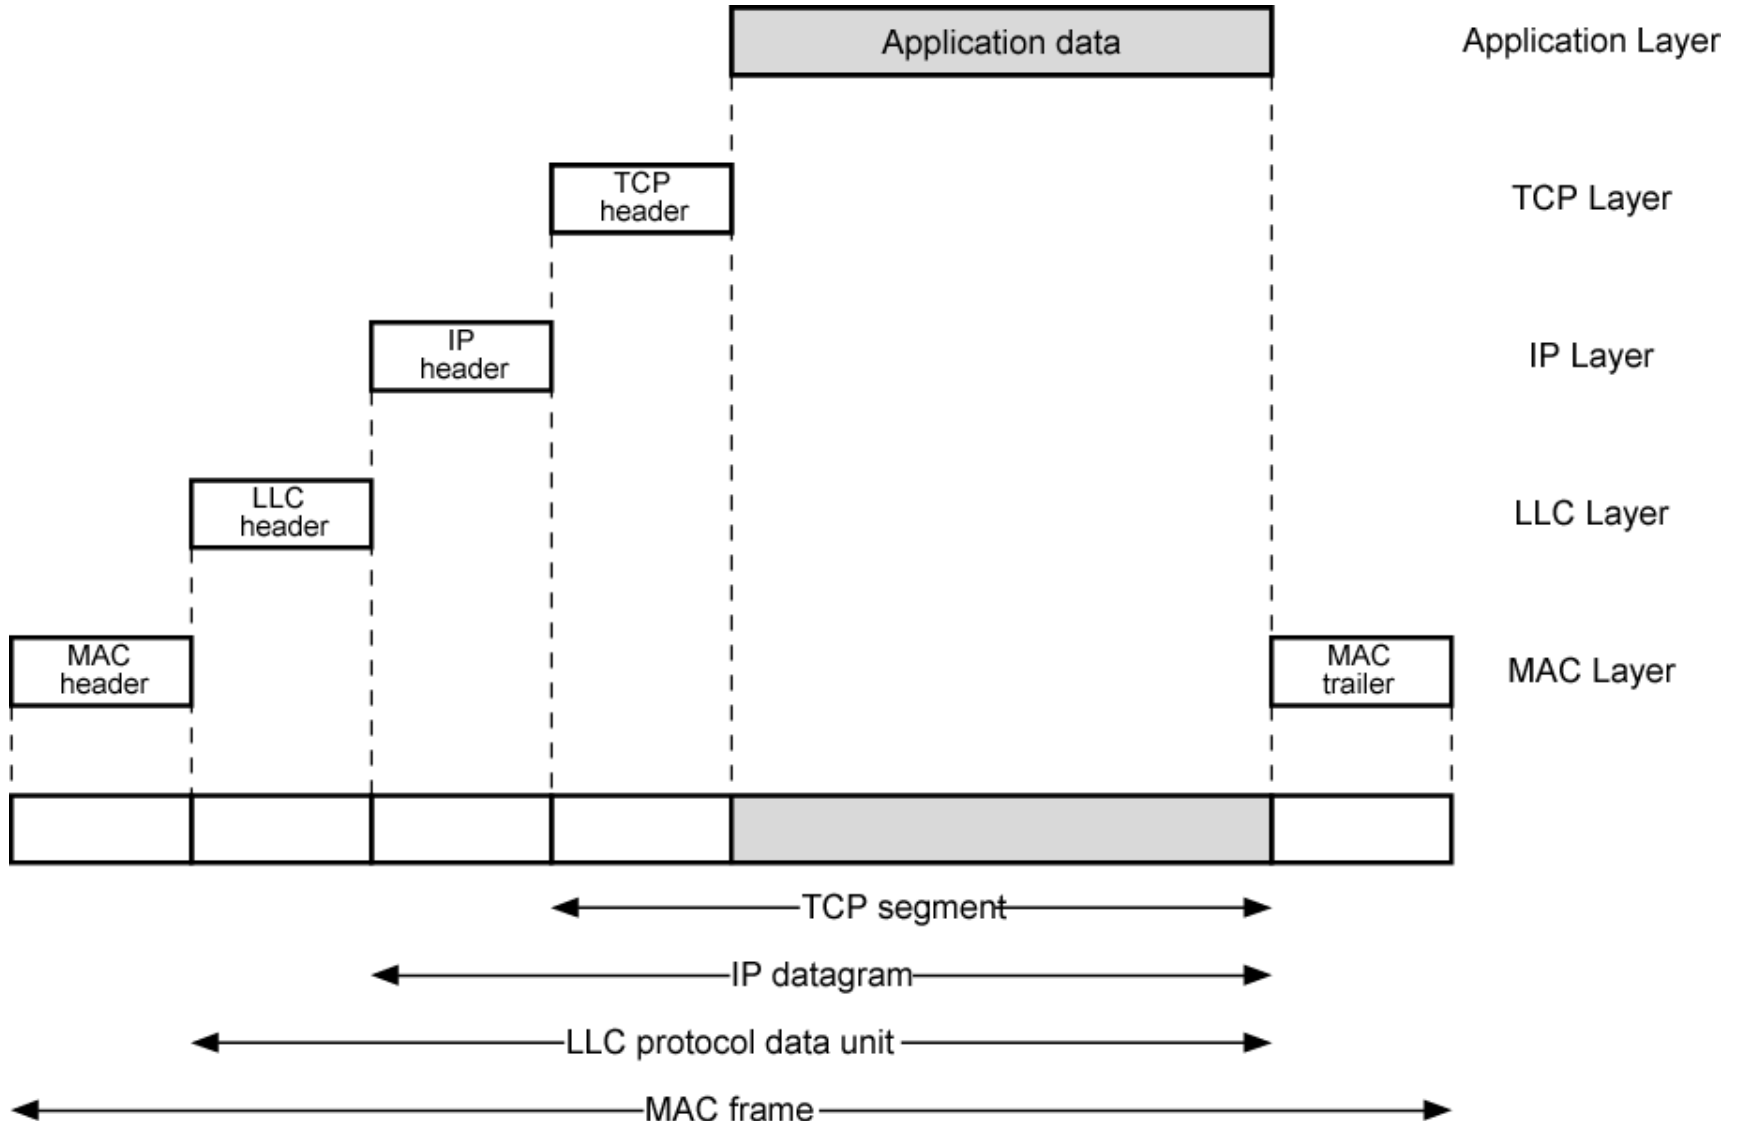 Application data
Application Layer
TCP
header
TCP Layer
IP
header
IP Layer
LLC
header
LLC Layer
MAC
header
MAC
trailer
MAC Layer
TCP segment
IP datagram
LLC protocol data unit
MAC frame